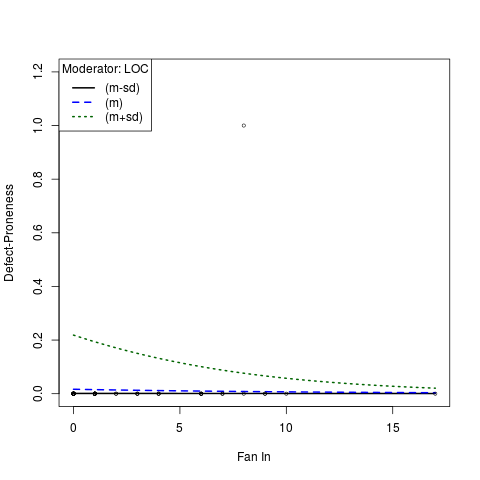 Moderator: LOC
(m-sd)
(m)
(m+sd)
Defect-Proneness
1.2
1.0
0.8
0.6
0.4
0.2
0.0
0 5 10 15
Fan In